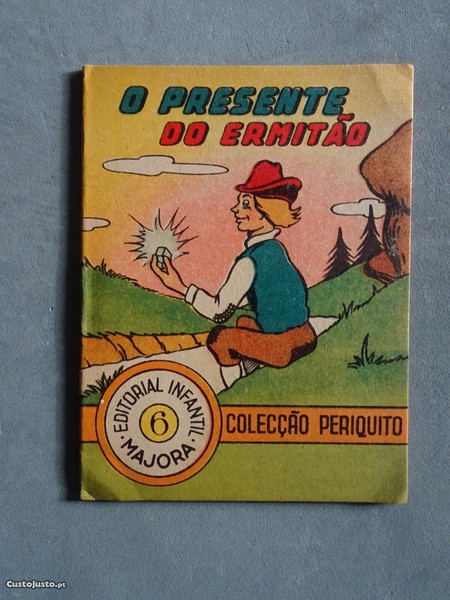 O PRESENTE
DO ERMITÃO
EDITORIAL INFANTIL
6
· MAJORA ·
COLECÇÃO PERIQUITO
CustoJusto.pt